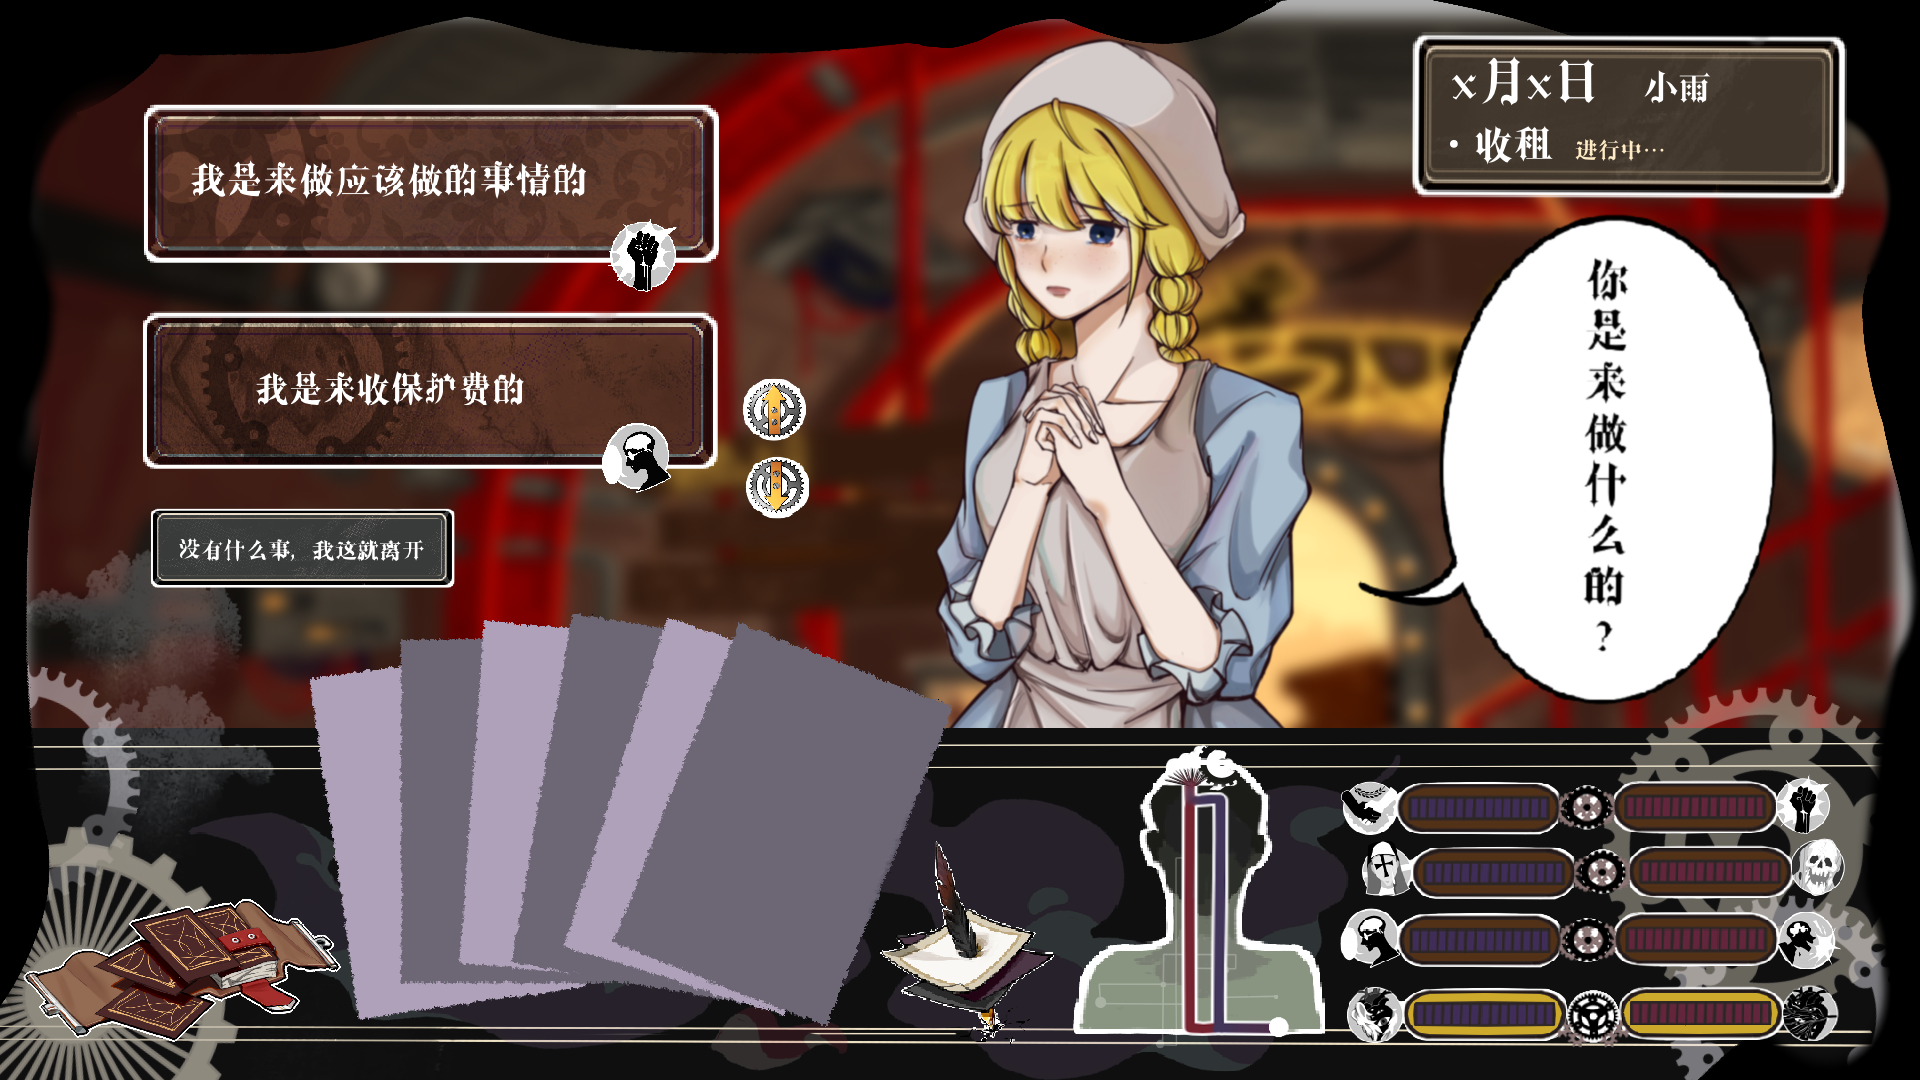 x月x日 小雨
·收租 进行中…
我是来做应该做的事情的
我是来收保护费的
没有什么事，我这就离开
你是来做什么的？